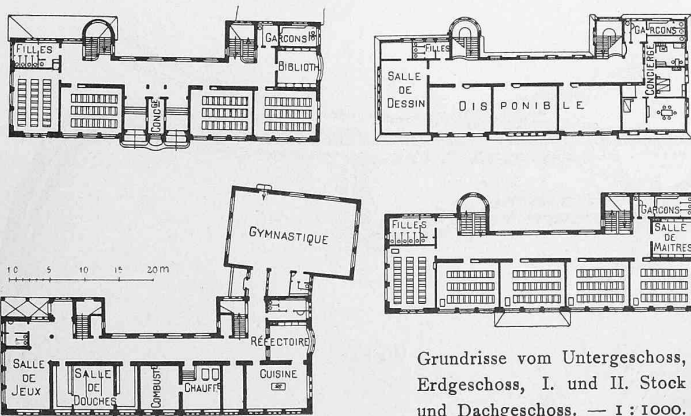 FILLES
GARÇONS
BIBLIOTH
CONCGE
FILLES
GARÇONS
CONCIERGE
SALLE
DE
DESSIN
DISPONIBLE
GYMNASTIQUE
10 5 10 15 20 m
RÉFECTOIRE
SALLE
DE
JEUX
SALLE
DE
DOUCHES
COMBUSTE
CHAUFFE
CUISINE
FILLES
GARÇONS
SALLE
DE
MAITRES
Grundrisse vom Untergeschoss,
Erdgeschoss, I. und II. Stock
und Dachgeschoss. — 1 : 1000.